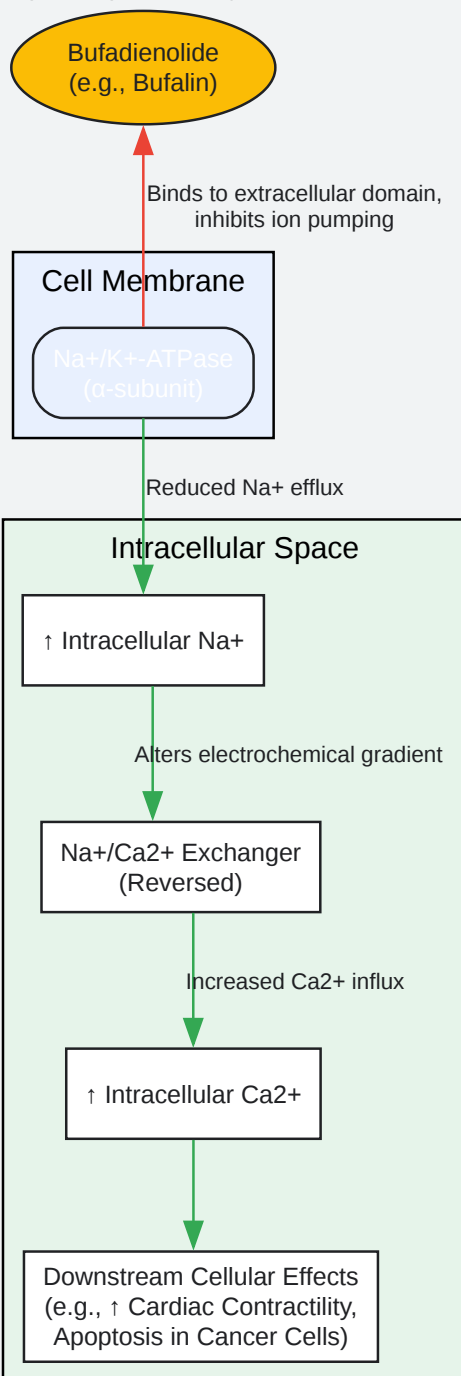 Bufadienolide
(e.g., Bufalin)
Binds to extracellular domain,
inhibits ion pumping
Cell Membrane
Na+/K+-ATPase
(α-subunit)
Reduced Na+ efflux
Intracellular Space
↑ Intracellular Na+
Alters electrochemical gradient
Na+/Ca2+ Exchanger
(Reversed)
Increased Ca2+ influx
↑ Intracellular Ca2+
Downstream Cellular Effects
(e.g., ↑ Cardiac Contractility,
Apoptosis in Cancer Cells)